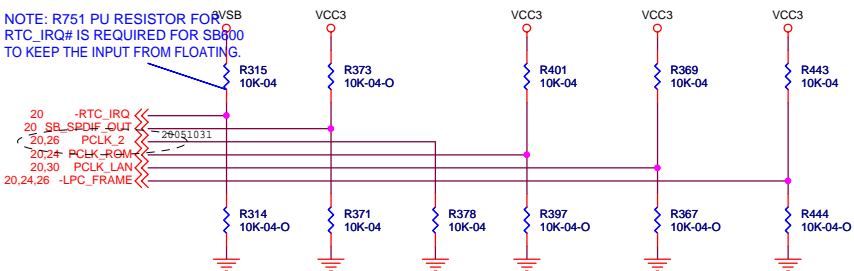 NOTE: R751 PU RESISTOR FOR
RTC_IRQ# IS REQUIRED FOR SB600
TO KEEP THE INPUT FROM FLOATING.
3VSB
VCC3
VCC3
VCC3
VCC3
R315
10K-04
R373
10K-04-O
R401
10K-04
R369
10K-04
R443
10K-04
20 -RTC_IRQ
20 SB_SPDIF_OUT
20051031
20,26 PCLK_2
20,24 PCLK_ROM
20,30 PCLK_LAN
20,24,26 -LPC_FRAME
R314
10K-04-O
R371
10K-04
R378
10K-04
R397
10K-04-O
R367
10K-04-O
R444
10K-04-O